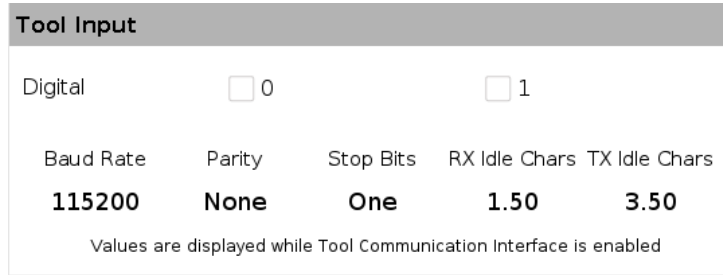 Tool Input
Digital 0 1
Baud Rate Parity Stop Bits RX Idle Chars TX Idle Chars
115200 None One 1.50 3.50
Values are displayed while Tool Communication Interface is enabled